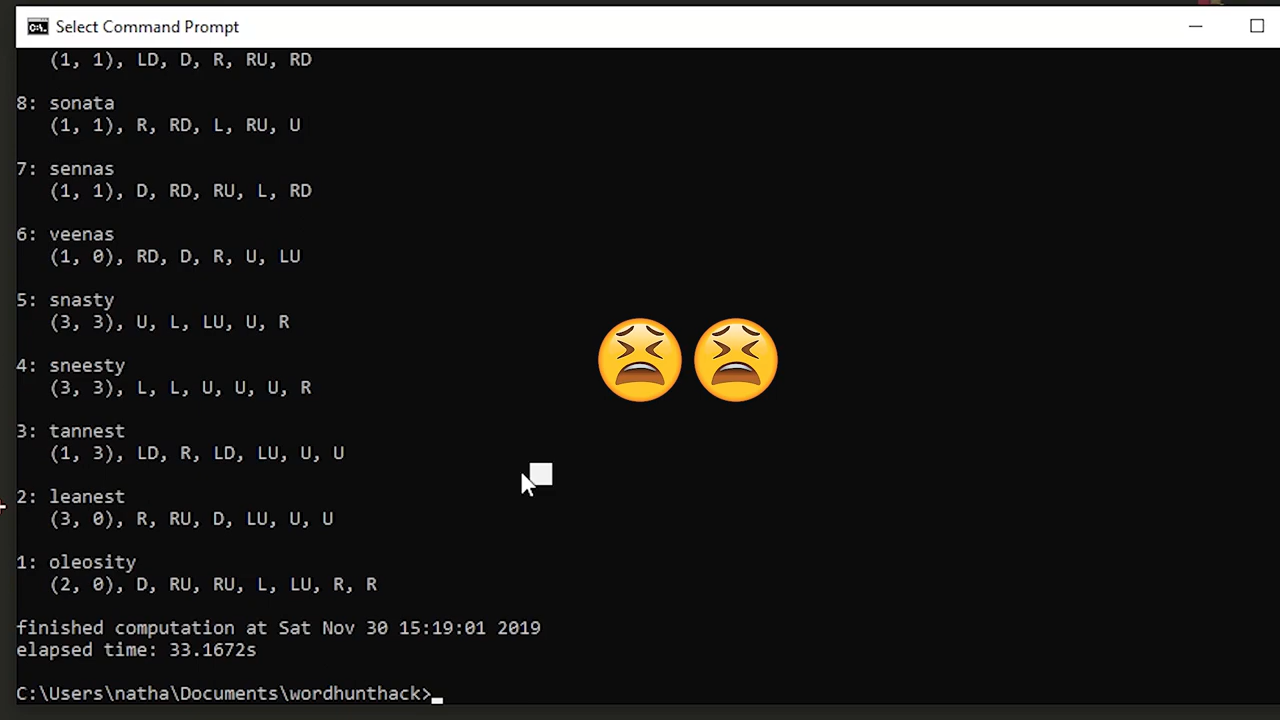 Select Command Prompt
(1, 1), LD, D, R, RU, RD
8: sonata
(1, 1), R, RD, L, RU, U
7: sennas
(1, 1), D, RD, RU, L, RD
6: veenas
(1, 0), RD, D, R, U, LU
5: snasty
(3, 3), U, L, LU, U, R
4: sneesty
(3, 3), L, L, U, U, U, R
3: tannest
(1, 3), LD, R, LD, LU, U, U
2: leanest
(3, 0), R, RU, D, LU, U, U
1: oleosity
(2, 0), D, RU, RU, L, LU, R, R
finished computation at Sat Nov 30 15:19:01 2019
elapsed time: 33.1672s
C:\Users\natha\Documents\wordhunthack>